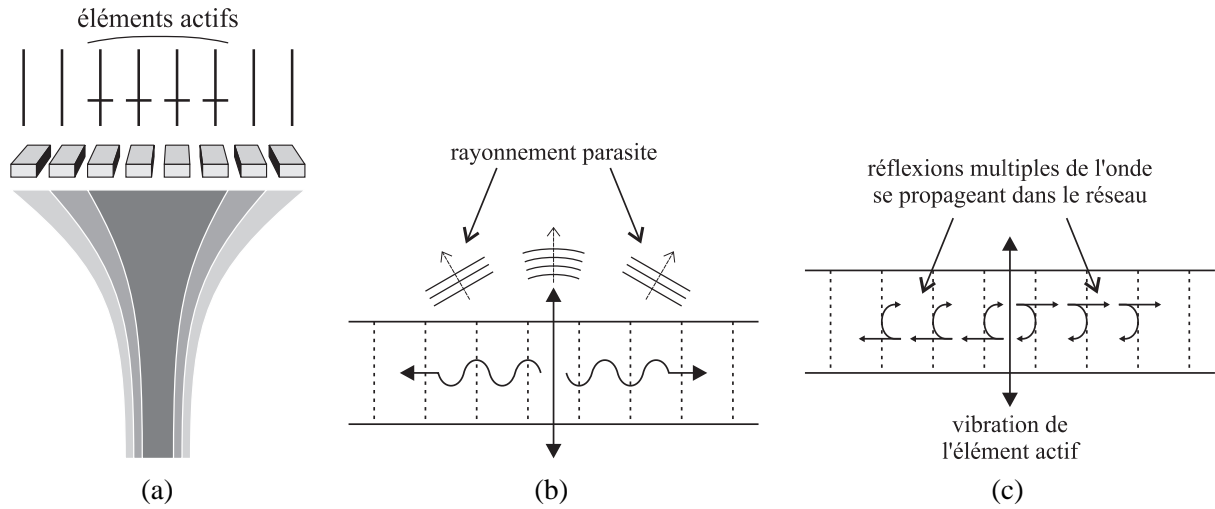 éléments actifs
rayonnement parasite
réflexions multiples de l'onde
se propageant dans le réseau
vibration de
l'élément actif
(a)
(b)
(c)